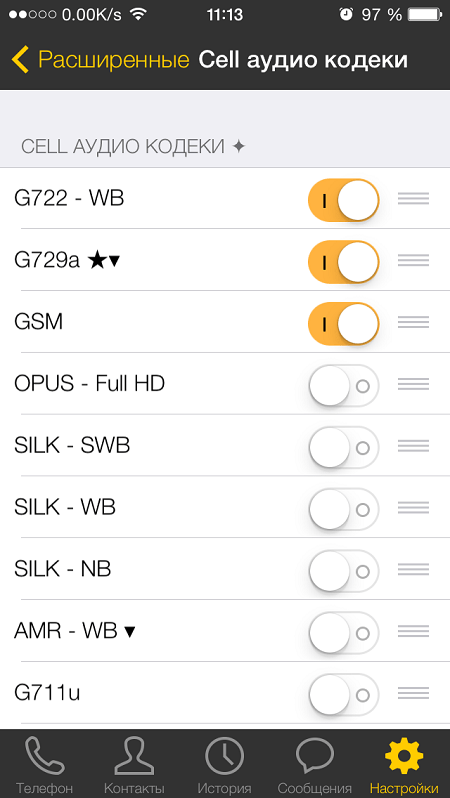 0.00K/s 11:13 97 %
Расширенные Cell аудио кодеки
CELL АУДИО КОДЕКИ ✦
G722 - WB
G729a ★▾
GSM
OPUS - Full HD
SILK - SWB
SILK - WB
SILK - NB
AMR - WB ▾
G711u
Телефон Контакты История Сообщения Настройки